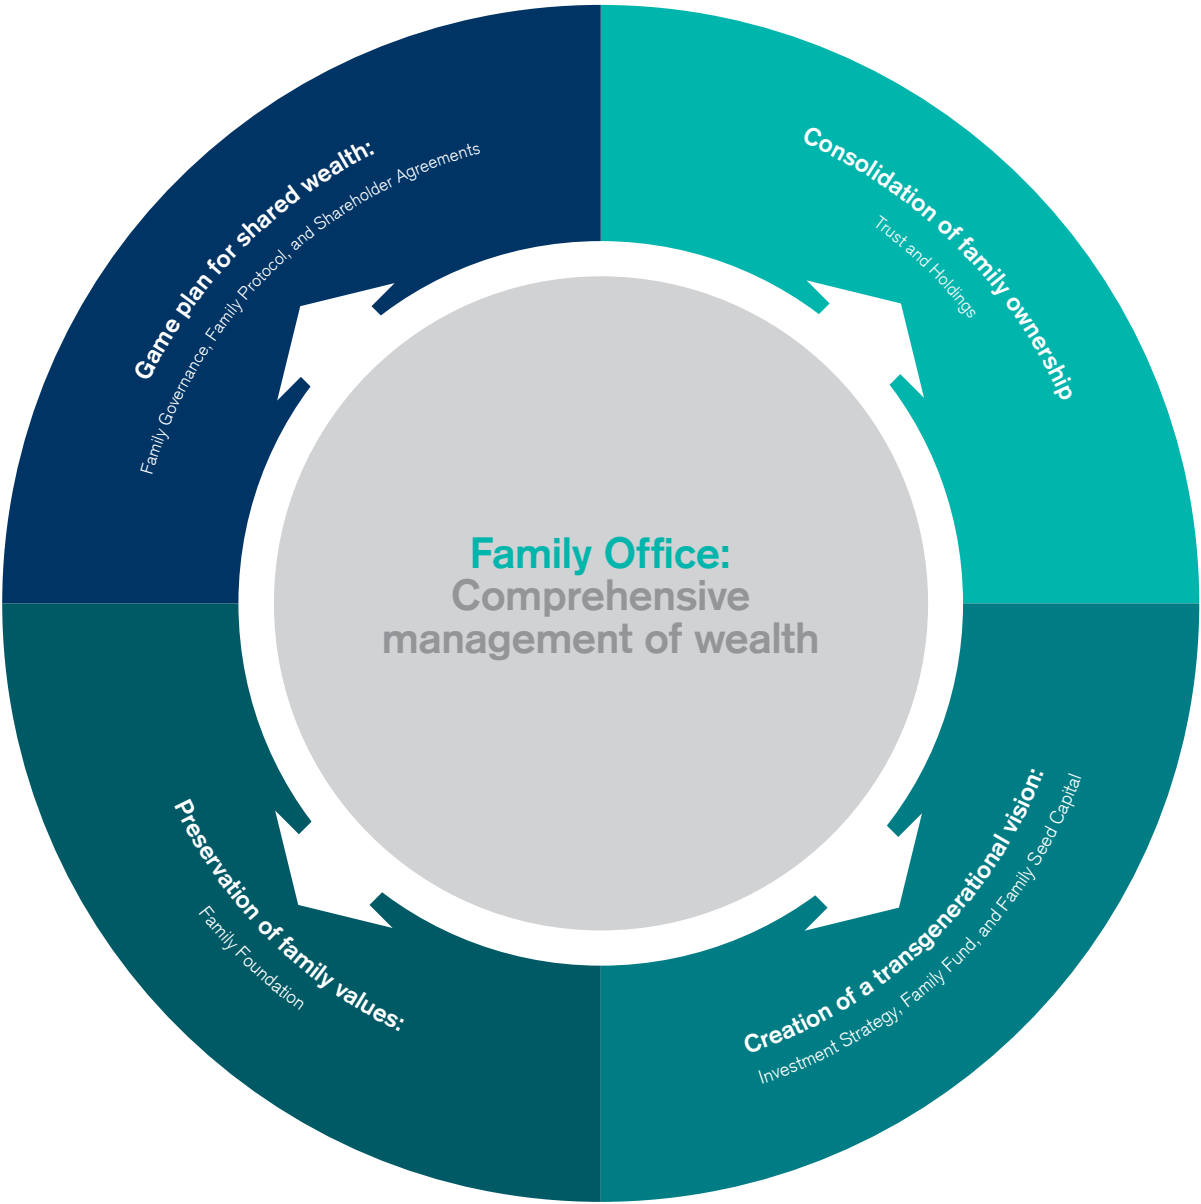 Game plan for shared wealth:
Family Governance, Family Protocol, and Shareholder Agreements
Consolidation of family ownership
Trust and Holdings
Family Office:
Comprehensive
management of wealth
Preservation of family values:
Family Foundation
Creation of a transgenerational vision:
Investment Strategy, Family Fund, and Family Seed Capital